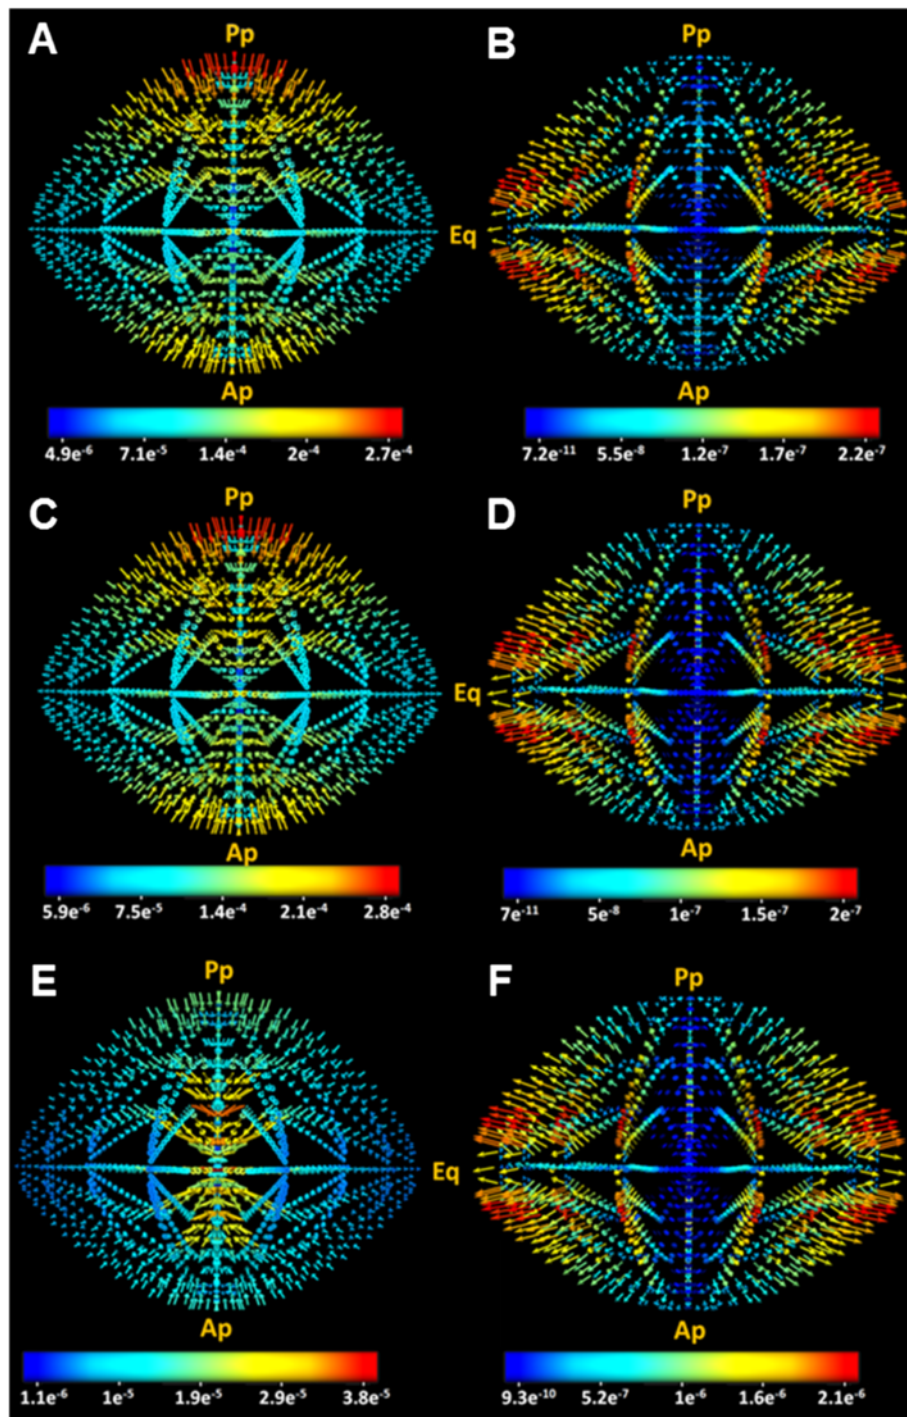 A
Pp
B
Pp
Eq
Ap
Ap
4.9e-6 7.1e-5 1.4e-4 2e-4 2.7e-4
7.2e-11 5.5e-8 1.2e-7 1.7e-7 2.2e-7
C
Pp
D
Pp
Eq
Ap
Ap
5.9e-6 7.5e-5 1.4e-4 2.1e-4 2.8e-4
7e-11 5e-8 1e-7 1.5e-7 2e-7
E
Pp
F
Pp
Eq
Ap
Ap
1.1e-6 1e-5 1.9e-5 2.9e-5 3.8e-5
9.3e-10 5.2e-7 1e-6 1.6e-6 2.1e-6